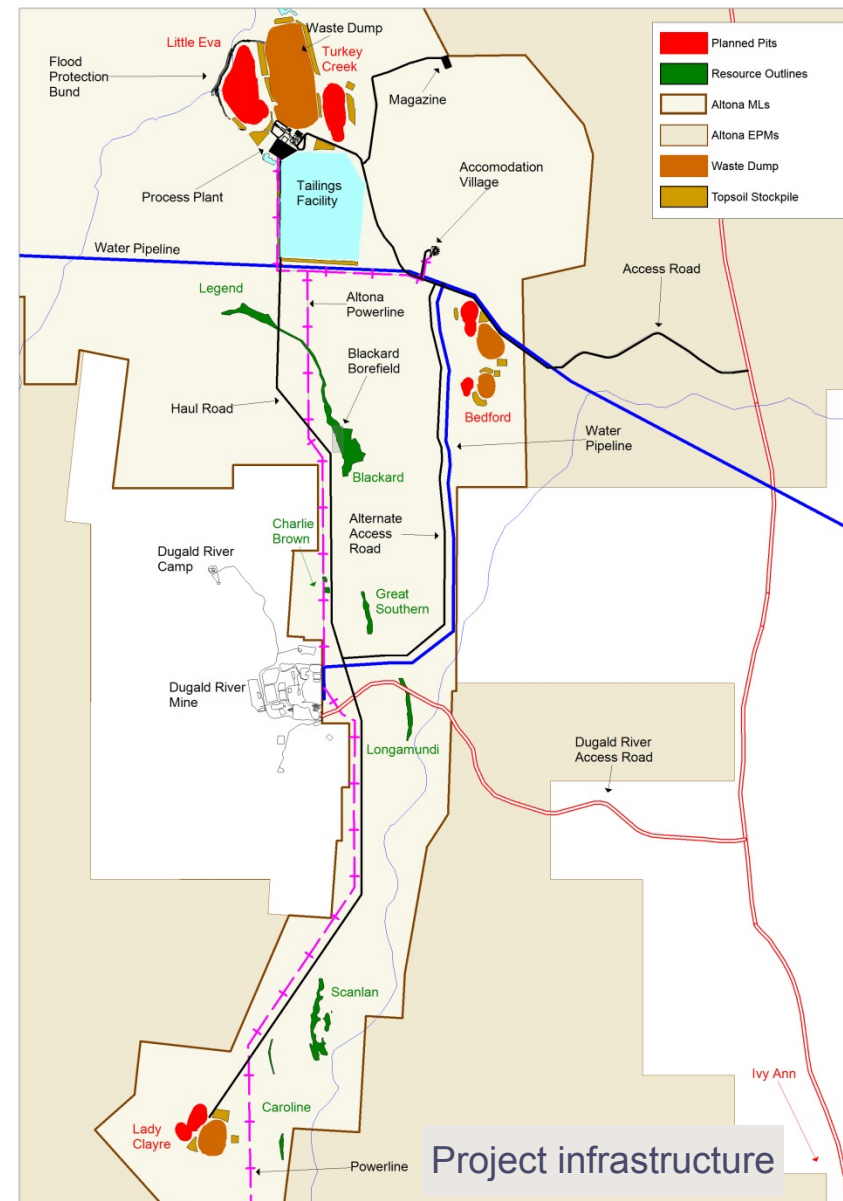 Waste Dump
Little Eva
Turkey
Creek
Flood
Protection
Bund
Magazine
Planned Pits
Resource Outlines
Altona MLs
Altona EPMs
Waste Dump
Topsoil Stockpile
Process Plant
Tailings
Facility
Accomodation
Village
Water Pipeline
Access Road
Legend
Altona
Powerline
Blackard
Borefield
Haul Road
Bedford
Water
Pipeline
Blackard
Charlie
Brown
Alternate
Access
Road
Dugald River
Camp
Great
Southern
Dugald River
Mine
Longamundi
Dugald River
Access Road
Scanlan
Ivy Ann
Caroline
Lady
Clayre
Powerline
Project infrastructure